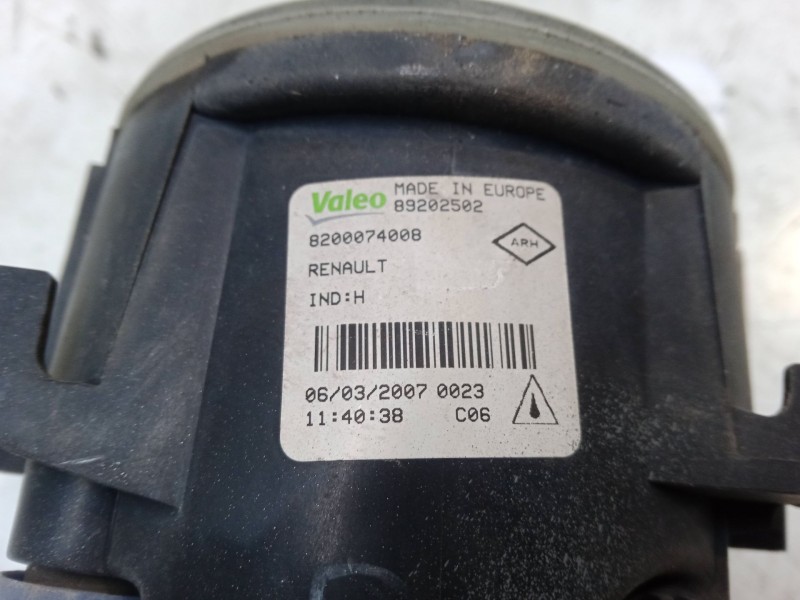 Valeo MADE IN EUROPE
89202502
8200074008
ARH
RENAULT
IND:H
06/03/2007 0023
11:40:38 C06